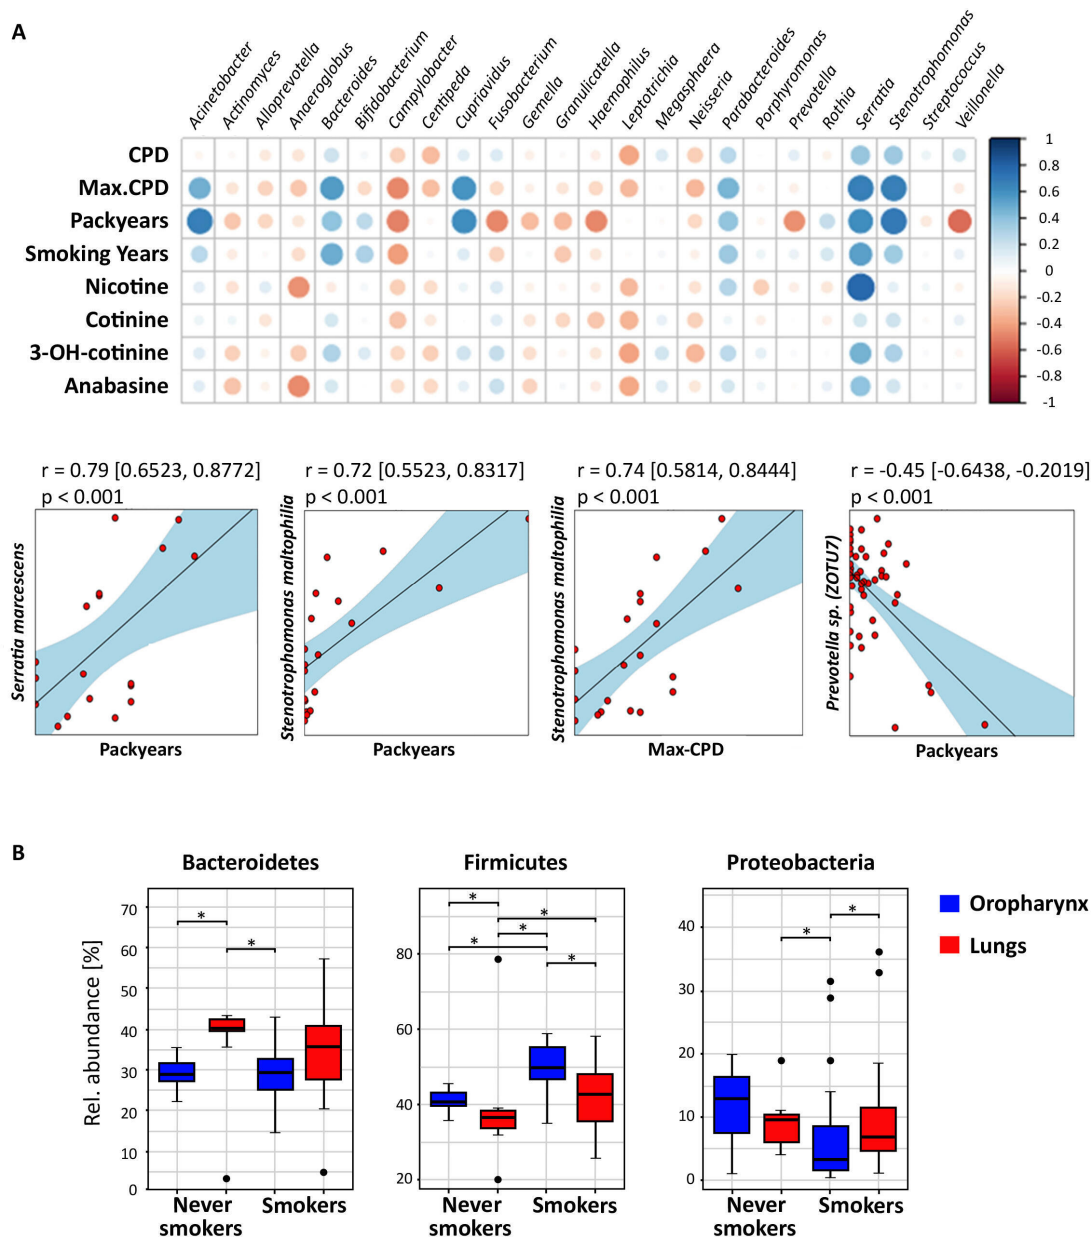 A
Acinetobacter
Actinomyces
Alloprevotella
Anaeroglobus
Bacteroides
Bifidobacterium
Campylobacter
Centipeda
Cupriavidus
Fusobacterium
Gemella
Granulicatella
Haemophilus
Leptotrichia
Megasphaera
Neisseria
Parabacteroides
Porphyromonas
Prevotella
Rothia
Serratia
Stenotrophomonas
Streptococcus
Veillonella
CPD
Max.CPD
Packyears
Smoking Years
Nicotine
Cotinine
3-OH-cotinine
Anabasine
1
0.8
0.6
0.4
0.2
0
-0.2
-0.4
-0.6
-0.8
-1
r = 0.79 [0.6523, 0.8772]
p < 0.001
Serratia marcescens
Packyears
r = 0.72 [0.5523, 0.8317]
p < 0.001
Stenotrophomonas maltophilia
Packyears
r = 0.74 [0.5814, 0.8444]
p < 0.001
Stenotrophomonas maltophilia
Max-CPD
r = -0.45 [-0.6438, -0.2019]
p < 0.001
Prevotella sp. (ZOTU7)
Packyears
B
Rel. abundance [%]
Bacteroidetes
70
60
50
40
30
20
10
0
*
*
Never
smokers
Smokers
Firmicutes
80
60
40
20
*
*
*
*
*
Never
smokers
Smokers
Proteobacteria
40
30
20
10
0
*
*
Never
smokers
Smokers
Oropharynx
Lungs